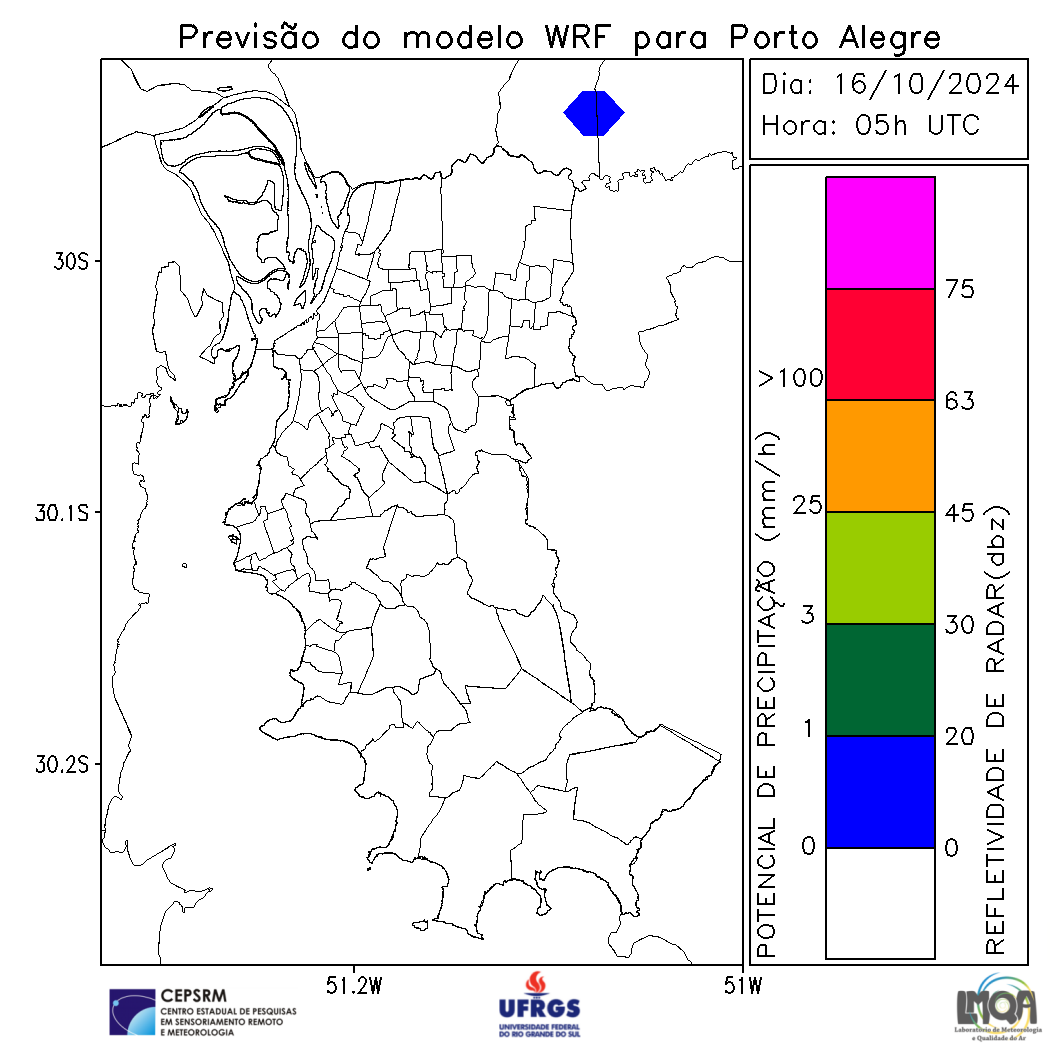 Previsão do modelo WRF para Porto Alegre
Dia: 16/10/2024
Hora: 05h UTC
30S
30.1S
30.2S
51.2W
51W
POTENCIAL DE PRECIPITAÇÃO (mm/h)
>100
25
3
1
0
75
63
45
30
20
0
REFLETIVIDADE DE RADAR(dbz)
CEPSRM
CENTRO ESTADUAL DE PESQUISAS
EM SENSORIAMENTO REMOTO
E METEOROLOGIA
UFRGS
UNIVERSIDADE FEDERAL
DO RIO GRANDE DO SUL
LMQA
Laboratório de Meteorologia
e Qualidade do Ar